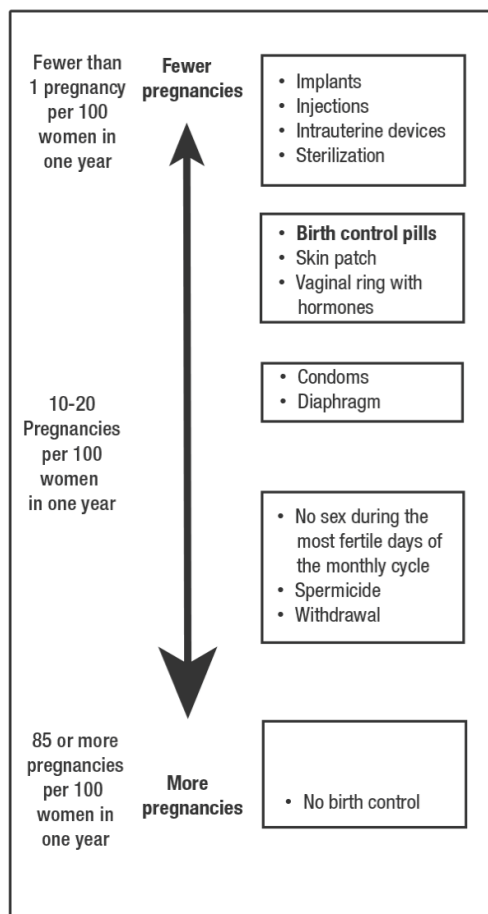 Fewer than
1 pregnancy
per 100
women in
one year
Fewer
pregnancies
• Implants
• Injections
• Intrauterine devices
• Sterilization
• Birth control pills
• Skin patch
• Vaginal ring with
hormones
10-20
Pregnancies
per 100
women
in one year
• Condoms
• Diaphragm
• No sex during the
most fertile days of
the monthly cycle
• Spermicide
• Withdrawal
85 or more
pregnancies
per 100
women in
one year
More
pregnancies
• No birth control